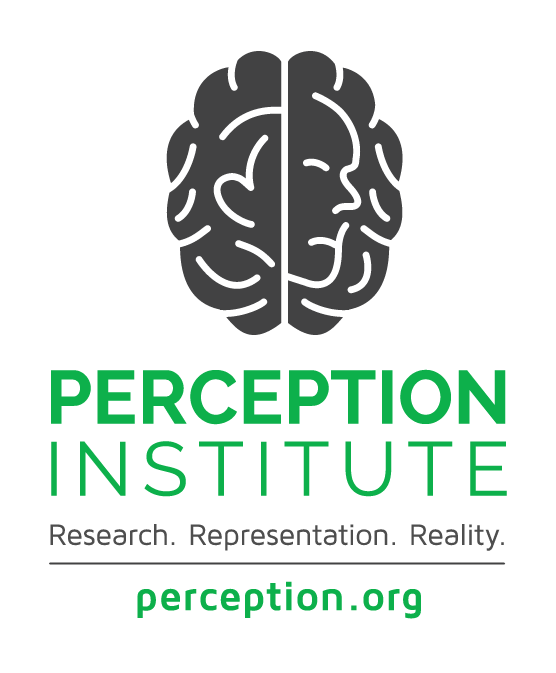 PERCEPTION
INSTITUTE
Research. Representation. Reality.
perception.org